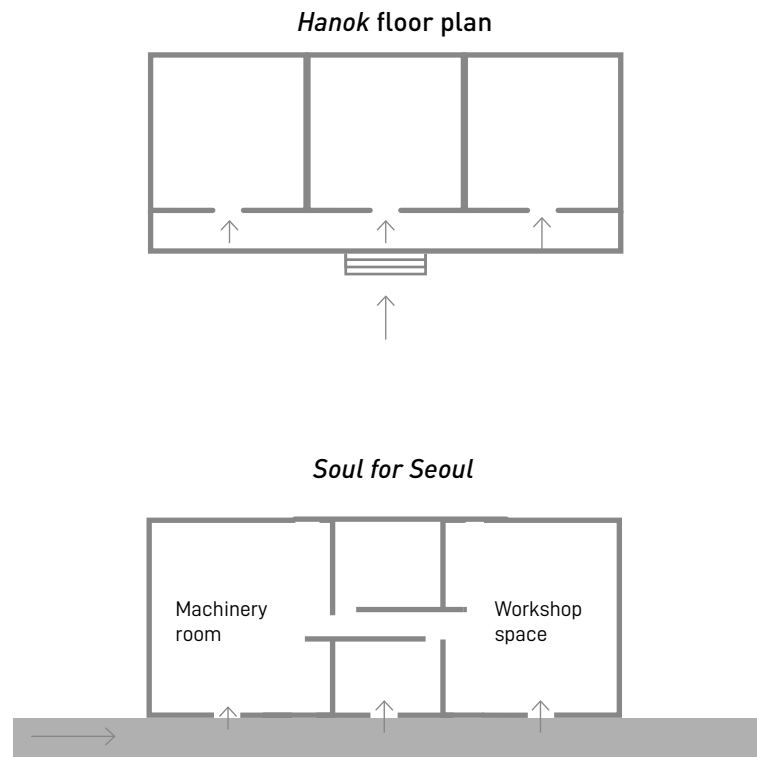 Hanok floor plan
Soul for Seoul
Machinery
room
Workshop
space